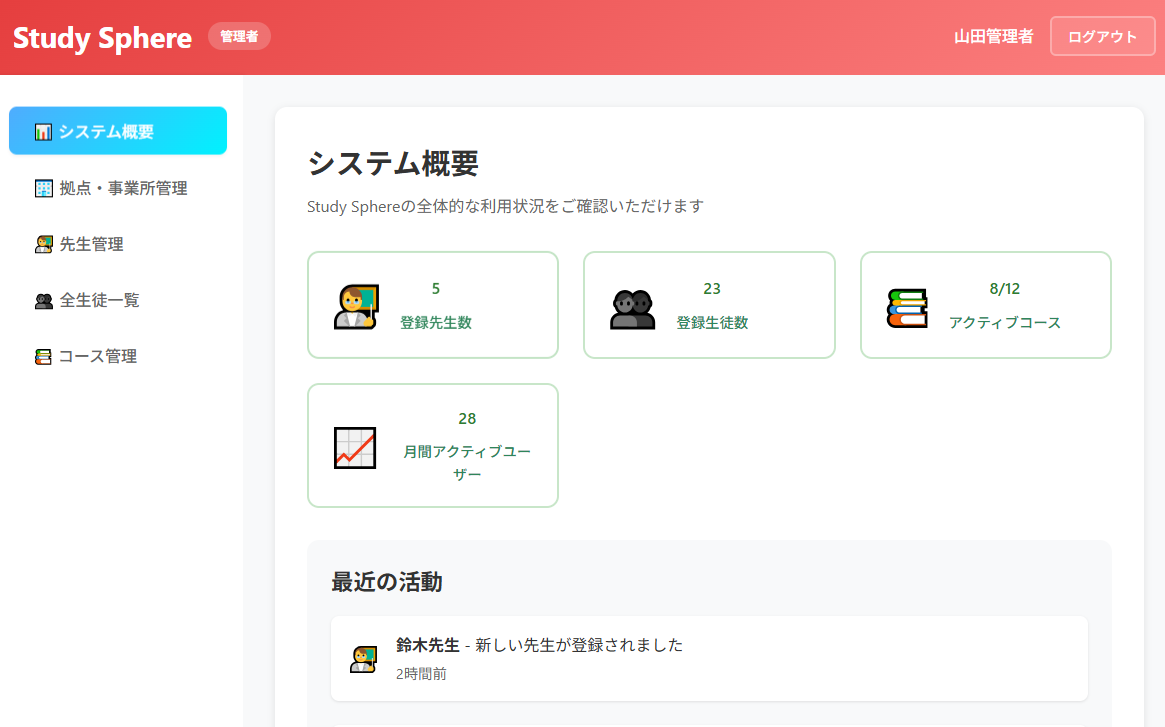 Study Sphere 管理者 山田管理者 ログアウト
システム概要
拠点・事業所管理
先生管理
全生徒一覧
コース管理
システム概要
Study Sphereの全体的な利用状況をご確認いただけます
5
登録先生数
23
登録生徒数
8/12
アクティブコース
28
月間アクティブユー
ザー
最近の活動
鈴木先生 - 新しい先生が登録されました
2時間前